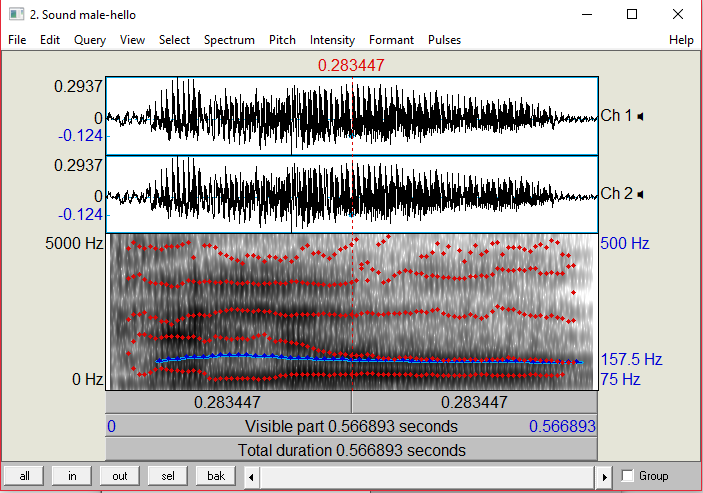 2. Sound male-hello
File Edit Query View Select Spectrum Pitch Intensity Formant Pulses Help
0.283447
0.2937
0
-0.124
Ch 1
0.2937
0
-0.124
Ch 2
5000 Hz
500 Hz
157.5 Hz
0 Hz
75 Hz
0.283447 0.283447
0 Visible part 0.566893 seconds 0.566893
Total duration 0.566893 seconds
all in out sel bak Group